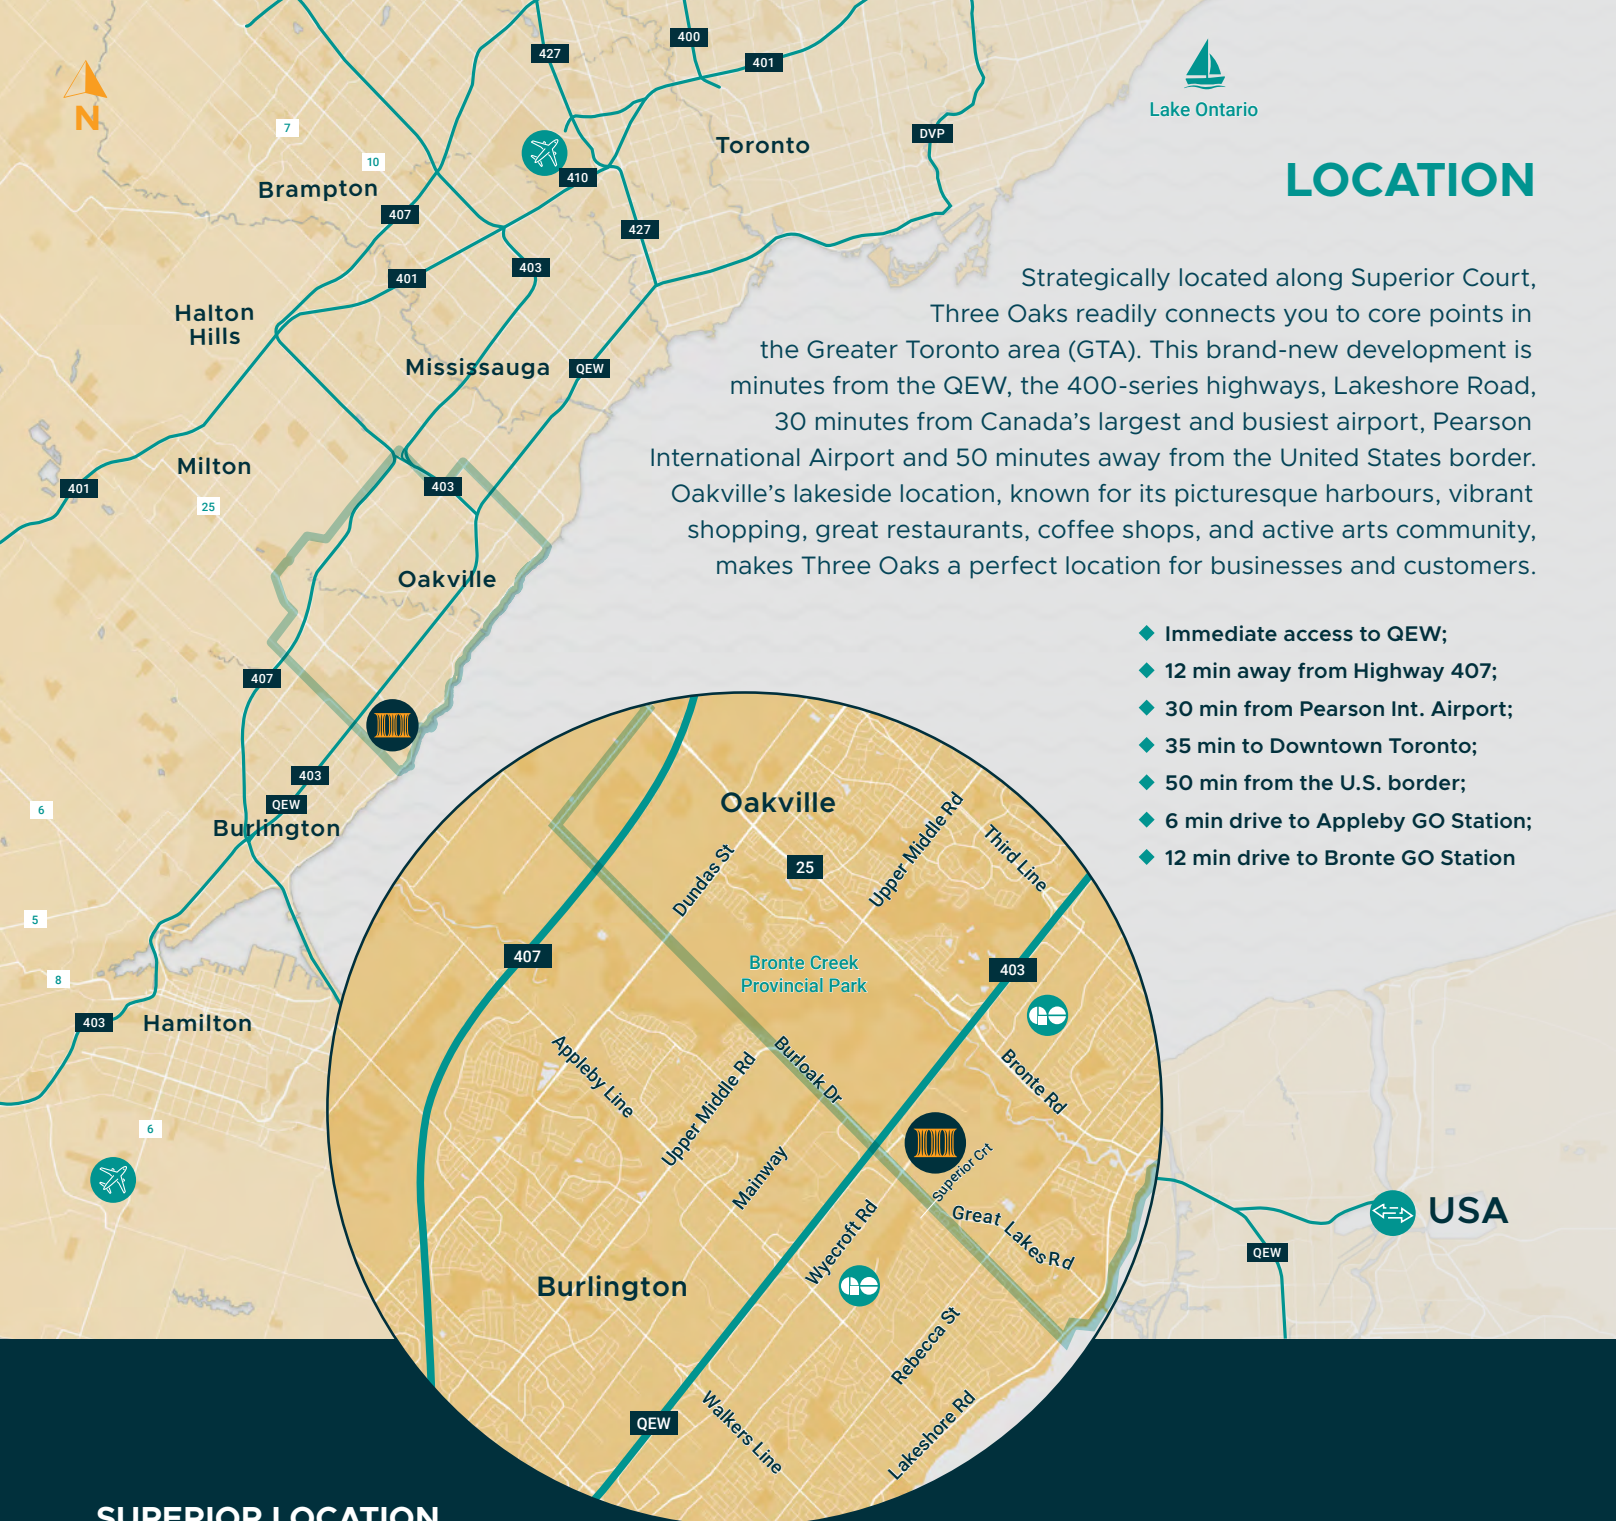 427
400
401
Lake Ontario
N
7
DVP
Toronto
10
410
Brampton
407
427
403
401
LOCATION
Strategically located along Superior Court,
Three Oaks readily connects you to core points in
the Greater Toronto area (GTA). This brand-new development is
minutes from the QEW, the 400-series highways, Lakeshore Road,
30 minutes from Canada's largest and busiest airport, Pearson
International Airport and 50 minutes away from the United States border.
Oakville's lakeside location, known for its picturesque harbours, vibrant
shopping, great restaurants, coffee shops, and active arts community,
makes Three Oaks a perfect location for businesses and customers.
Halton
Hills
Mississauga
QEW
Milton
401
403
25
Oakville
407
403
QEW
Burlington
6
5
8
403
Hamilton
6
Immediate access to QEW;
12 min away from Highway 407;
30 min from Pearson Int. Airport;
35 min to Downtown Toronto;
50 min from the U.S. border;
6 min drive to Appleby GO Station;
12 min drive to Bronte GO Station
Oakville
Upper Middle Rd
Third Line
25
Dundas St
407
Bronte Creek
Provincial Park
403
GO
Appleby Line
Upper Middle Rd
Burloak Dr
Bronte Rd
Mainway
Superior Crt
Wyecroft Rd
Great Lakes Rd
GO
Burlington
Rebecca St
QEW
Walkers Line
Lakeshore Rd
USA
QEW
SUPERIOR LOCATION